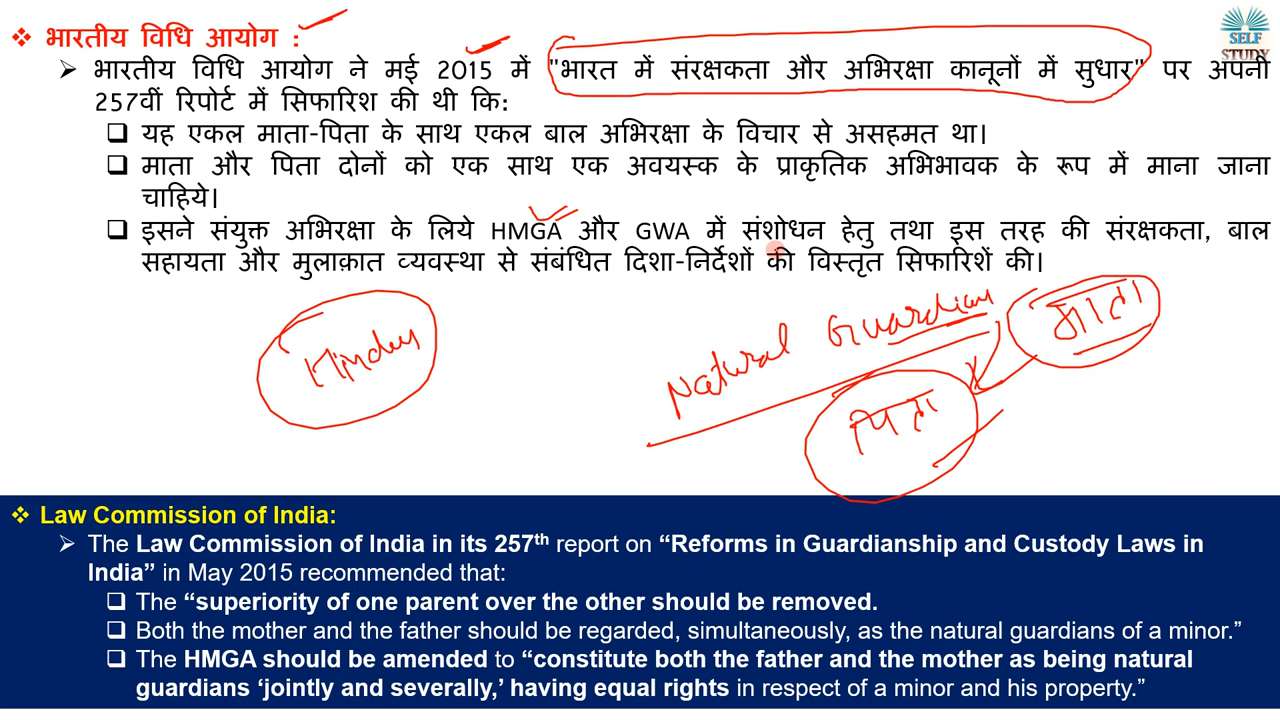 ❖ भारतीय विधि आयोग :
SELF
STUDY
➢ भारतीय विधि आयोग ने मई 2015 में "भारत में संरक्षकता और अभिरक्षा कानूनों में सुधार" पर अपनी
257वीं रिपोर्ट में सिफारिश की थी कि:
❑ यह एकल माता-पिता के साथ एकल बाल अभिरक्षा के विचार से असहमत था।
❑ माता और पिता दोनों को एक साथ एक अवयस्क के प्राकृतिक अभिभावक के रूप में माना जाना
चाहिये।
❑ इसने संयुक्त अभिरक्षा के लिये HMGA और GWA में संशोधन हेतु तथा इस तरह की संरक्षकता, बाल
सहायता और मुलाक़ात व्यवस्था से संबंधित दिशा-निर्देशों की विस्तृत सिफारिशें की।
Hindu
Natural Guardian
माता
पिता
❖ Law Commission of India:
➢ The Law Commission of India in its 257th report on “Reforms in Guardianship and Custody Laws in
India” in May 2015 recommended that:
❑ The “superiority of one parent over the other should be removed.
❑ Both the mother and the father should be regarded, simultaneously, as the natural guardians of a minor.”
❑ The HMGA should be amended to “constitute both the father and the mother as being natural
guardians ‘jointly and severally,’ having equal rights in respect of a minor and his property.”